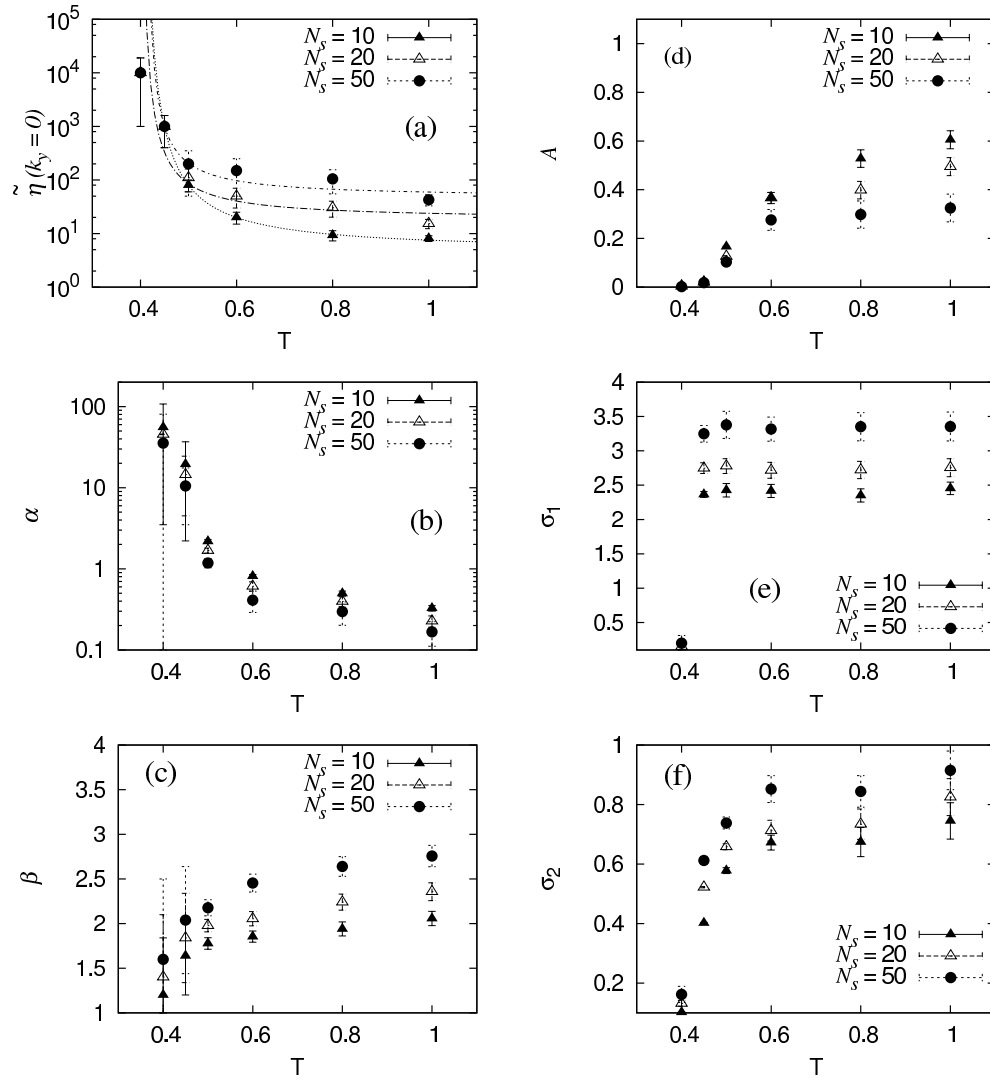 10^5
10^4
10^3
10^2
10^1
10^0
0.4 0.6 0.8 1
T
η̃ (k_y = 0)
N_s = 10
N_s = 20
N_s = 50
(a)
1
0.8
0.6
0.4
0.2
0
0.4 0.6 0.8 1
T
A
N_s = 10
N_s = 20
N_s = 50
(d)
100
10
1
0.1
0.4 0.6 0.8 1
T
α
N_s = 10
N_s = 20
N_s = 50
(b)
4
3.5
3
2.5
2
1.5
1
0.5
0.4 0.6 0.8 1
T
σ_1
(e)
N_s = 10
N_s = 20
N_s = 50
4
3.5
3
2.5
2
1.5
1
0.4 0.6 0.8 1
T
β
(c)
N_s = 10
N_s = 20
N_s = 50
1
0.8
0.6
0.4
0.2
0.4 0.6 0.8 1
T
σ_2
(f)
N_s = 10
N_s = 20
N_s = 50